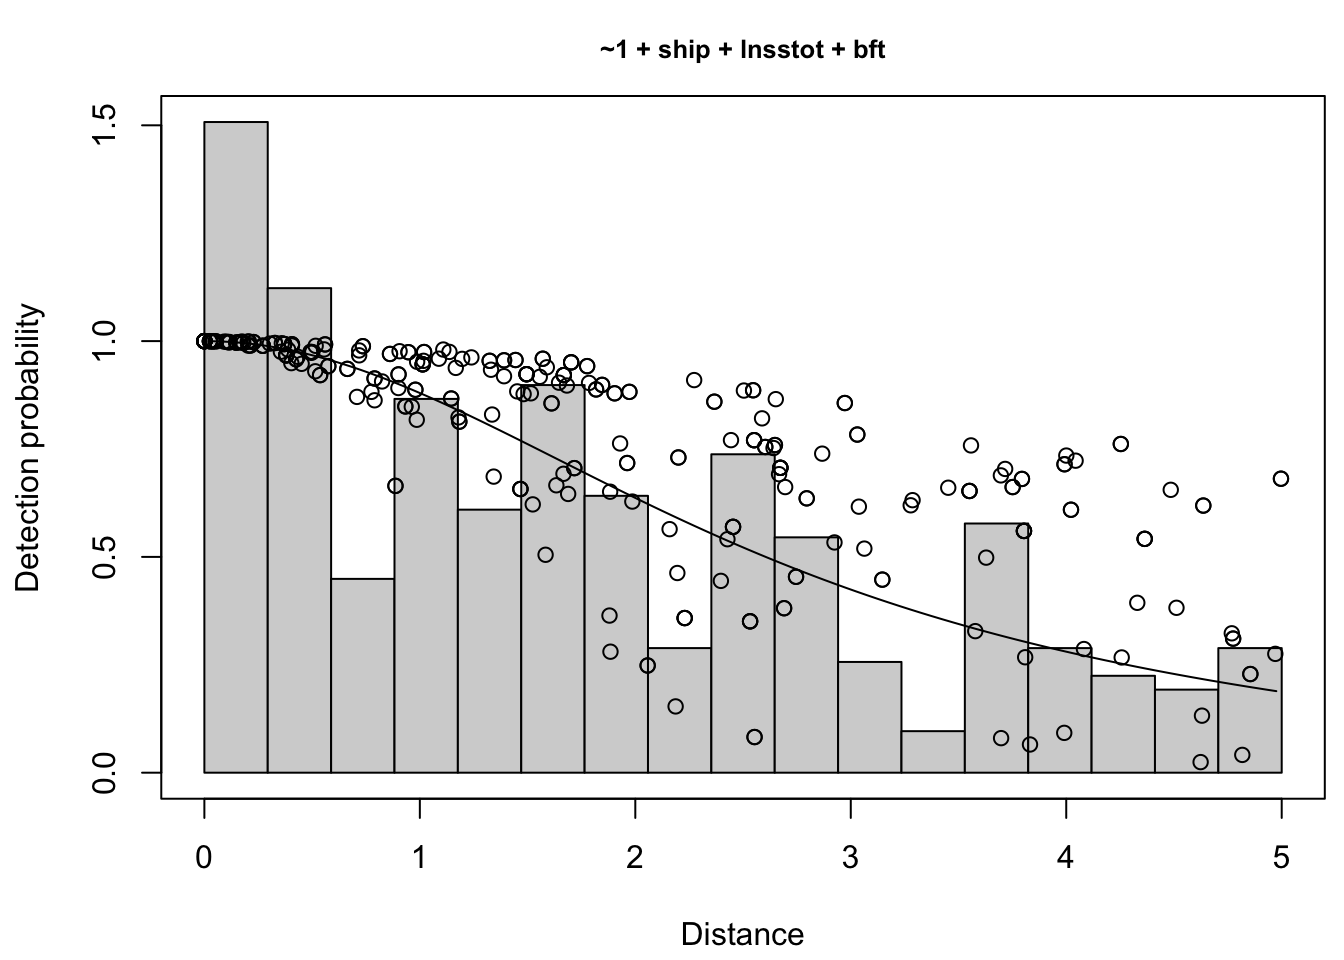 ~1 + ship + lnsstot + bft
1.5
1.0
0.5
0.0
Detection probability
0 1 2 3 4 5
Distance